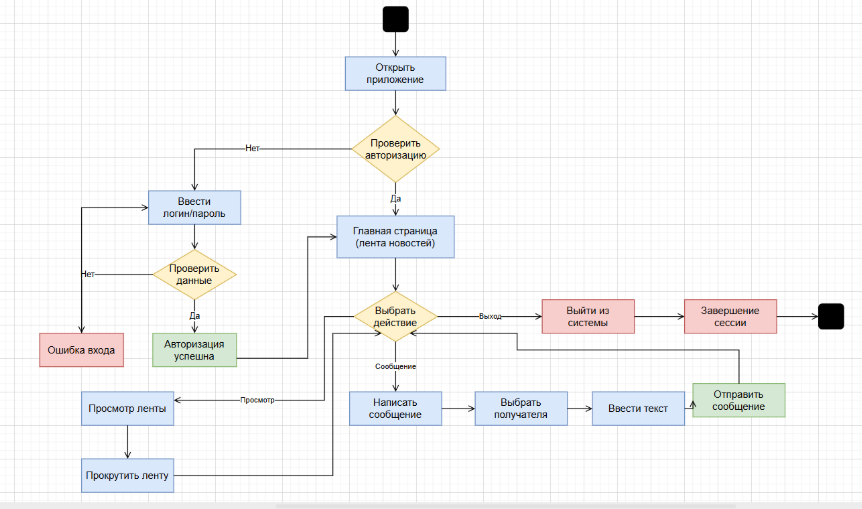 Открыть
приложение
Проверить
авторизацию
Нет
Да
Ввести
логин/пароль
Главная страница
(лента новостей)
Проверить
данные
Нет
Да
Выбрать
действие
Выход
Выйти из
системы
Завершение
сессии
Ошибка входа
Авторизация
успешна
Сообщение
Просмотр
Просмотр ленты
Написать
сообщение
Выбрать
получателя
Ввести текст
Отправить
сообщение
Прокрутить ленту